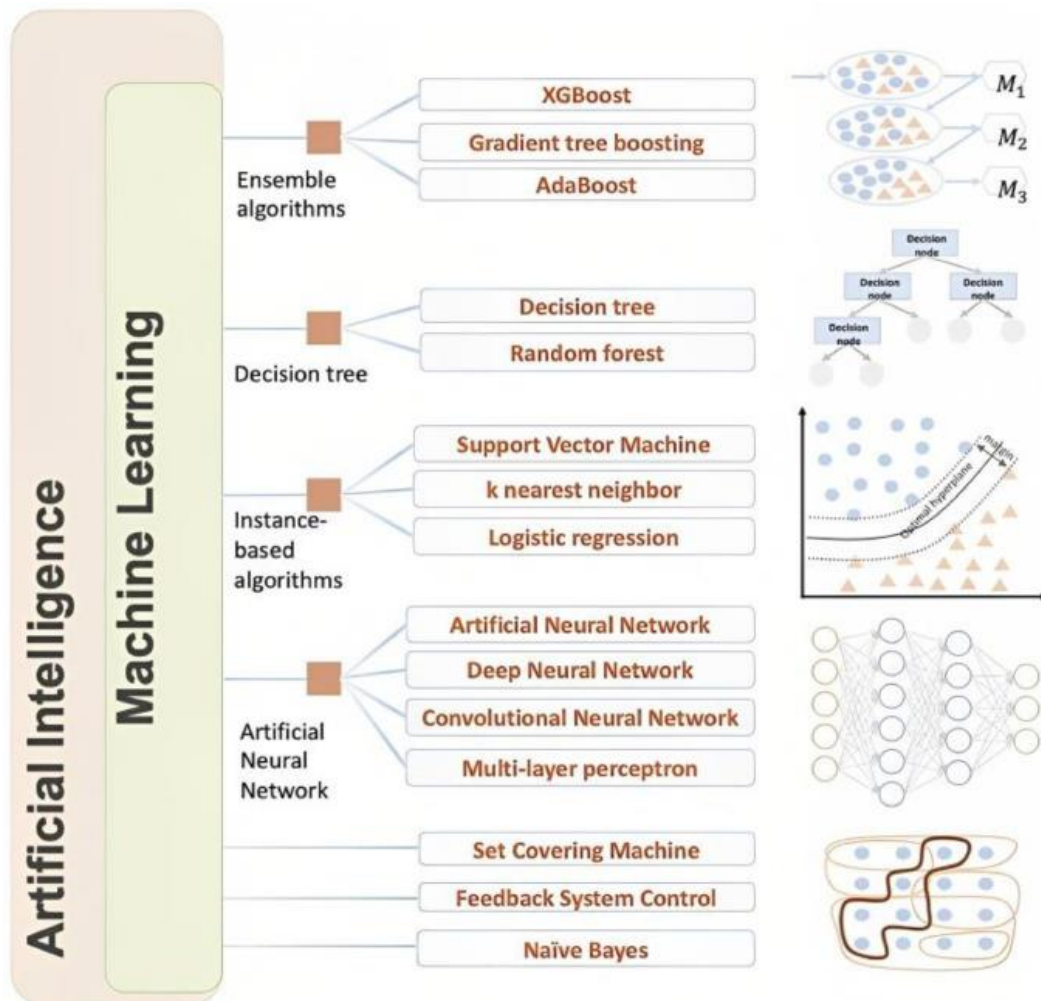 Artificial Intelligence
Machine Learning
Ensemble
algorithms
XGBoost
Gradient tree boosting
AdaBoost
M1
M2
M3
Decision tree
Decision tree
Random forest
Decision
node
Decision
node
Decision
node
Decision
node
Instance-
based
algorithms
Support Vector Machine
k nearest neighbor
Logistic regression
margin
Optimal hyperplane
Artificial
Neural
Network
Artificial Neural Network
Deep Neural Network
Convolutional Neural Network
Multi-layer perceptron
Set Covering Machine
Feedback System Control
Naïve Bayes